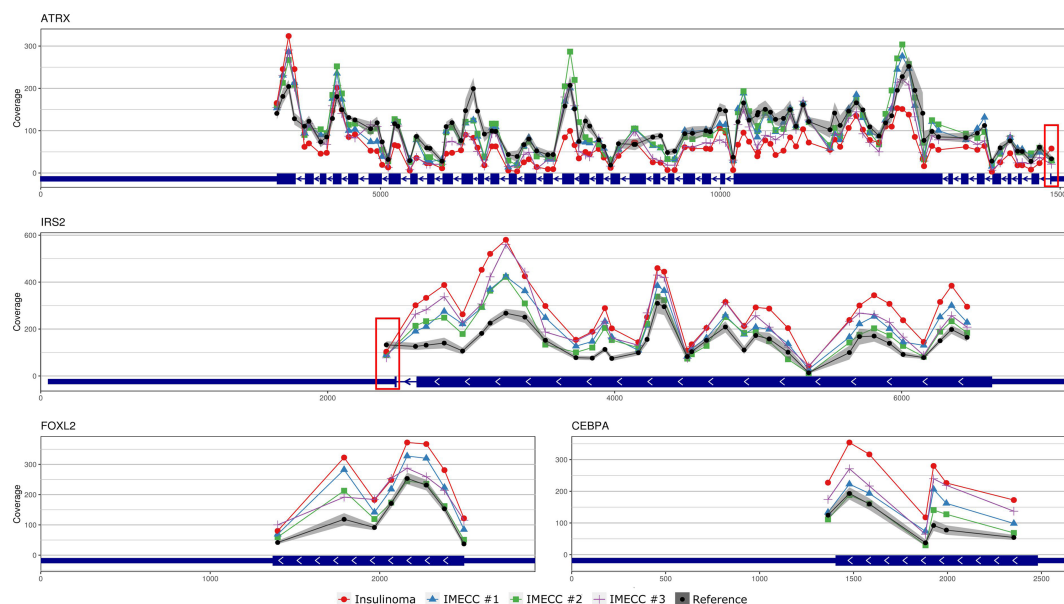 ATRX
Coverage
300
200
100
0
0 5000 10000 1500
IRS2
Coverage
600
400
200
0
0 2000 4000 6000
FOXL2 CEBPA
Coverage Coverage
300 300
200 200
100 100
0 0
0 1000 2000 0 500 1000 1500 2000 2500
Insulinoma IMECC #1 IMECC #2 IMECC #3 Reference